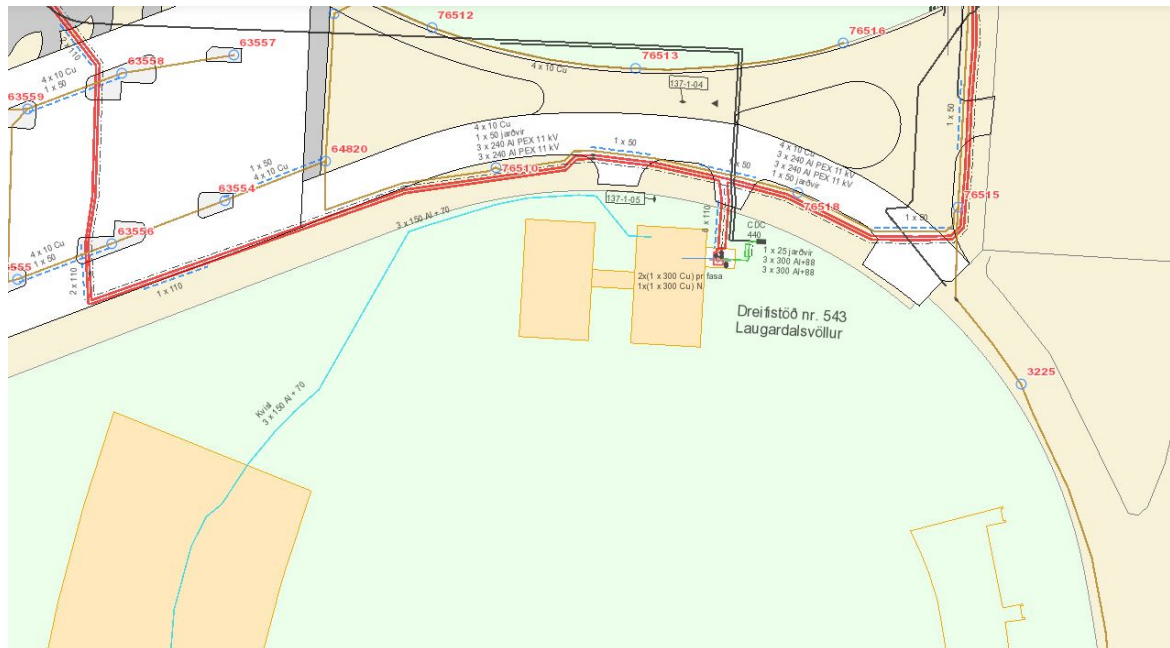 76512
76516
63557
2 x 110
63558
76513
4 x 10 Cu
4 x 10 Cu
1 x 50
137-1-04
63559
1 x 50
4 x 10 Cu
1 x 50 jarðvír
3 x 240 Al PEX 11 kV
3 x 240 Al PEX 11 kV
1 x 50
4 x 10 Cu
3 x 240 Al PEX 11 kV
3 x 240 Al PEX 11 kV
1 x 50 jarðvír
64820
1 x 50
4 x 10 Cu
76510
1 x 50
63554
137-1-05
76518
76515
1 x 50
3 x 150 Al + 70
6 x 110
CDC
440
63556
4 x 10 Cu
1 x 50
1 x 25 jarðvír
3 x 300 Al+88
3 x 300 Al+88
2 x 110
1 x 110
2x(1 x 300 Cu) pr fasa
1x(1 x 300 Cu) N
Dreifistöð nr. 543
Laugardalsvöllur
3225
Kvísl
3 x 150 Al + 70